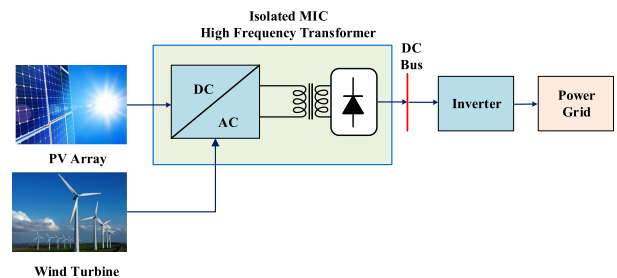 Isolated MIC
High Frequency Transformer
DC
Bus
DC
AC
Inverter
Power
Grid
PV Array
Wind Turbine